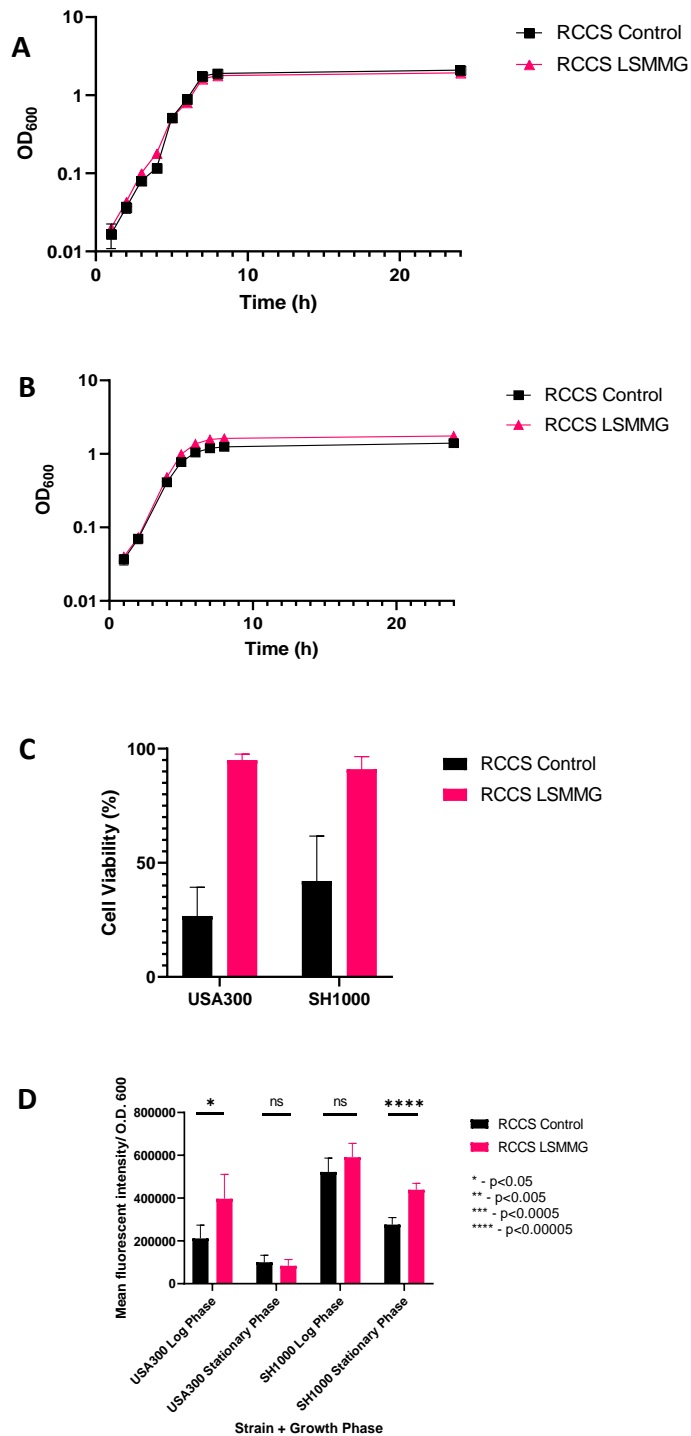 A
RCCS Control
RCCS LSMMG
10
1
0.1
0.01
OD600
0 10 20
Time (h)
B
RCCS Control
RCCS LSMMG
10
1
0.1
0.01
OD600
0 10 20
Time (h)
C
RCCS Control
RCCS LSMMG
100
50
0
Cell Viability (%)
USA300 SH1000
D
* ns ns ****
RCCS Control
RCCS LSMMG
* - p<0.05
** - p<0.005
*** - p<0.0005
**** - p<0.00005
800000
600000
400000
200000
0
Mean fluorescent intensity/ O.D. 600
USA300 Log Phase
USA300 Stationary Phase
SH1000 Log Phase
SH1000 Stationary Phase
Strain + Growth Phase